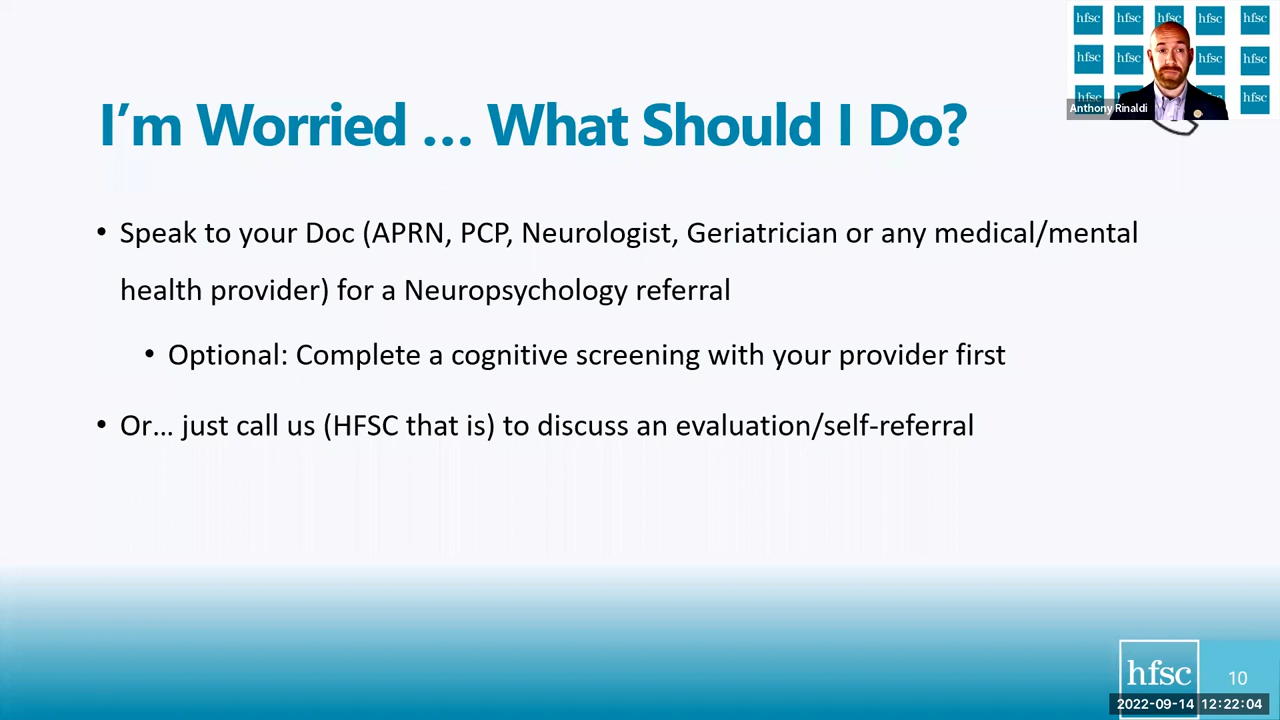 hfsc hfsc hfsc hfsc hfsc
hfsc hfsc hfsc
hfsc hfsc
Anthony Rinaldi
I’m Worried … What Should I Do?
• Speak to your Doc (APRN, PCP, Neurologist, Geriatrician or any medical/mental
health provider) for a Neuropsychology referral
• Optional: Complete a cognitive screening with your provider first
• Or… just call us (HFSC that is) to discuss an evaluation/self-referral
hfsc
10
2022-09-14 12:22:04